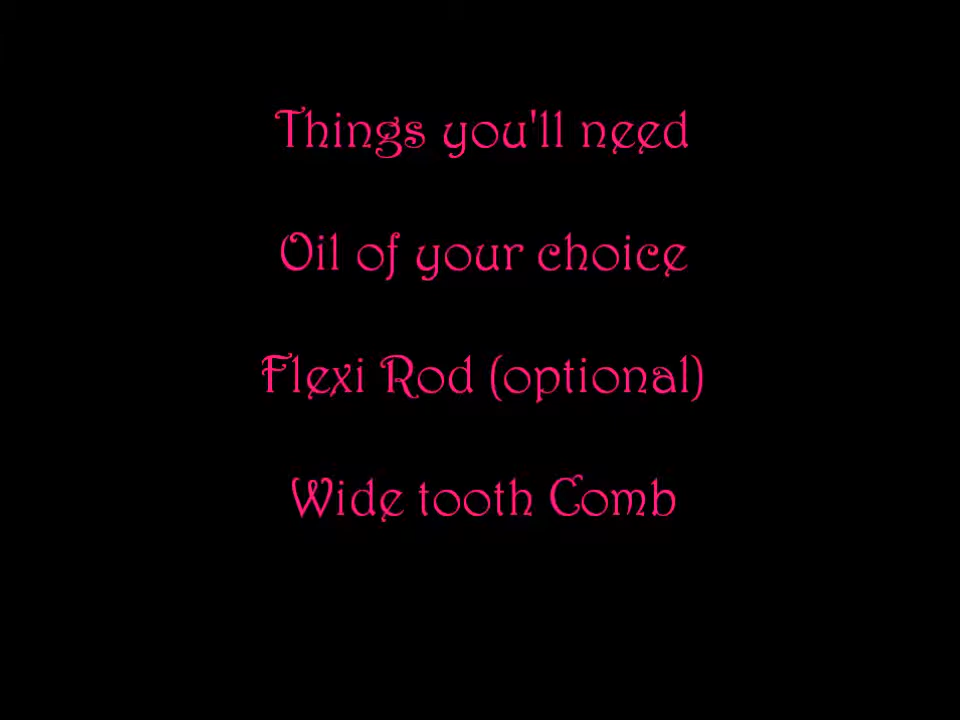 Things you'll need
Oil of your choice
Flexi Rod (optional)
Wide tooth Comb